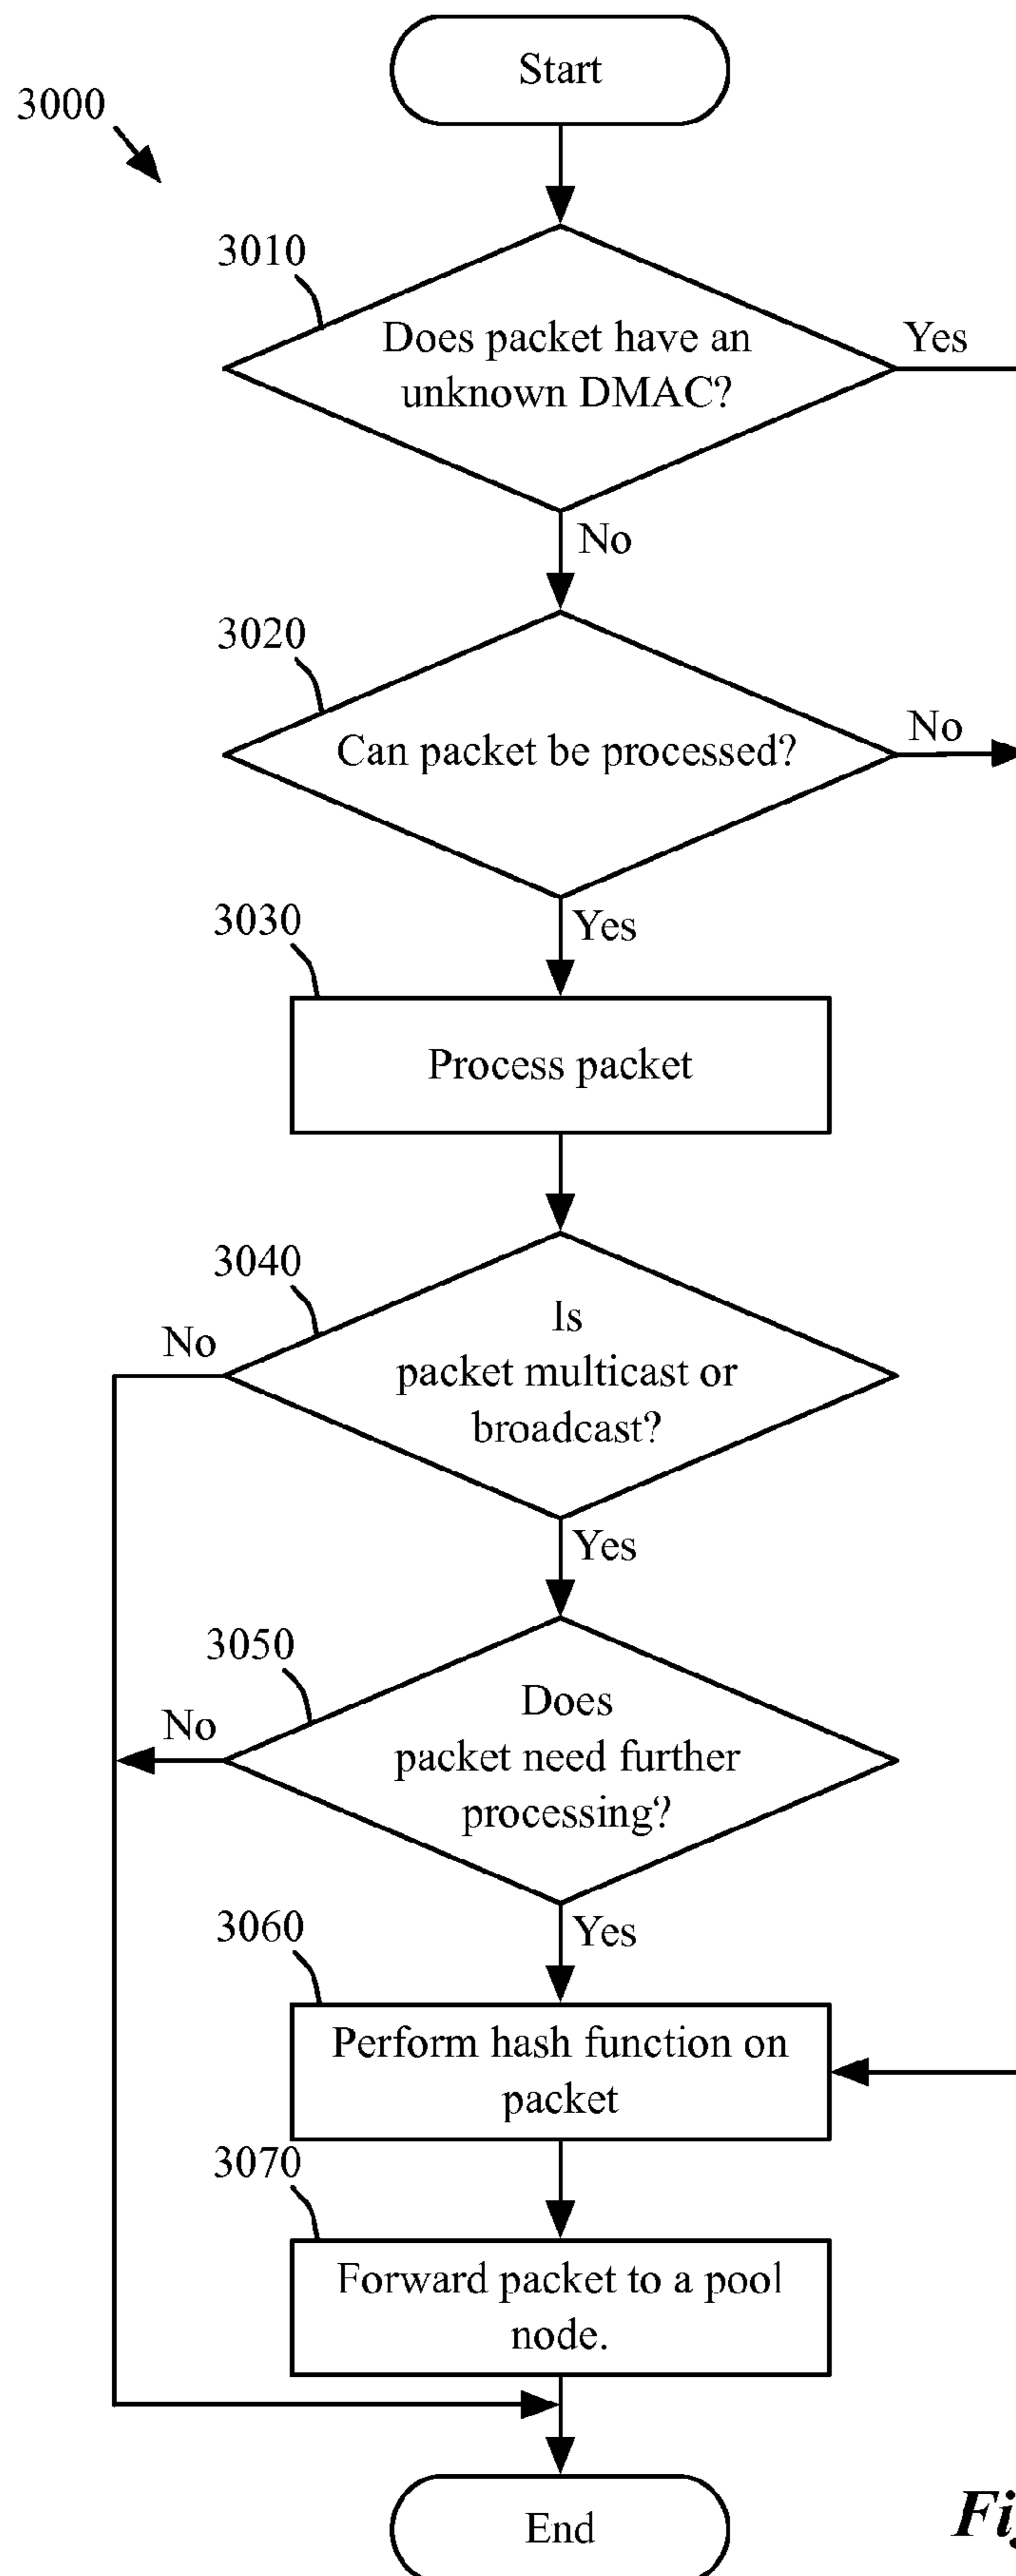 Start
3000
3010
Does packet have an
unknown DMAC?
Yes
No
3020
Can packet be processed?
No
Yes
3030
Process packet
3040
No
Is
packet multicast or
broadcast?
Yes
3050
No
Does
packet need further
processing?
Yes
3060
Perform hash function on
packet
3070
Forward packet to a pool
node.
End